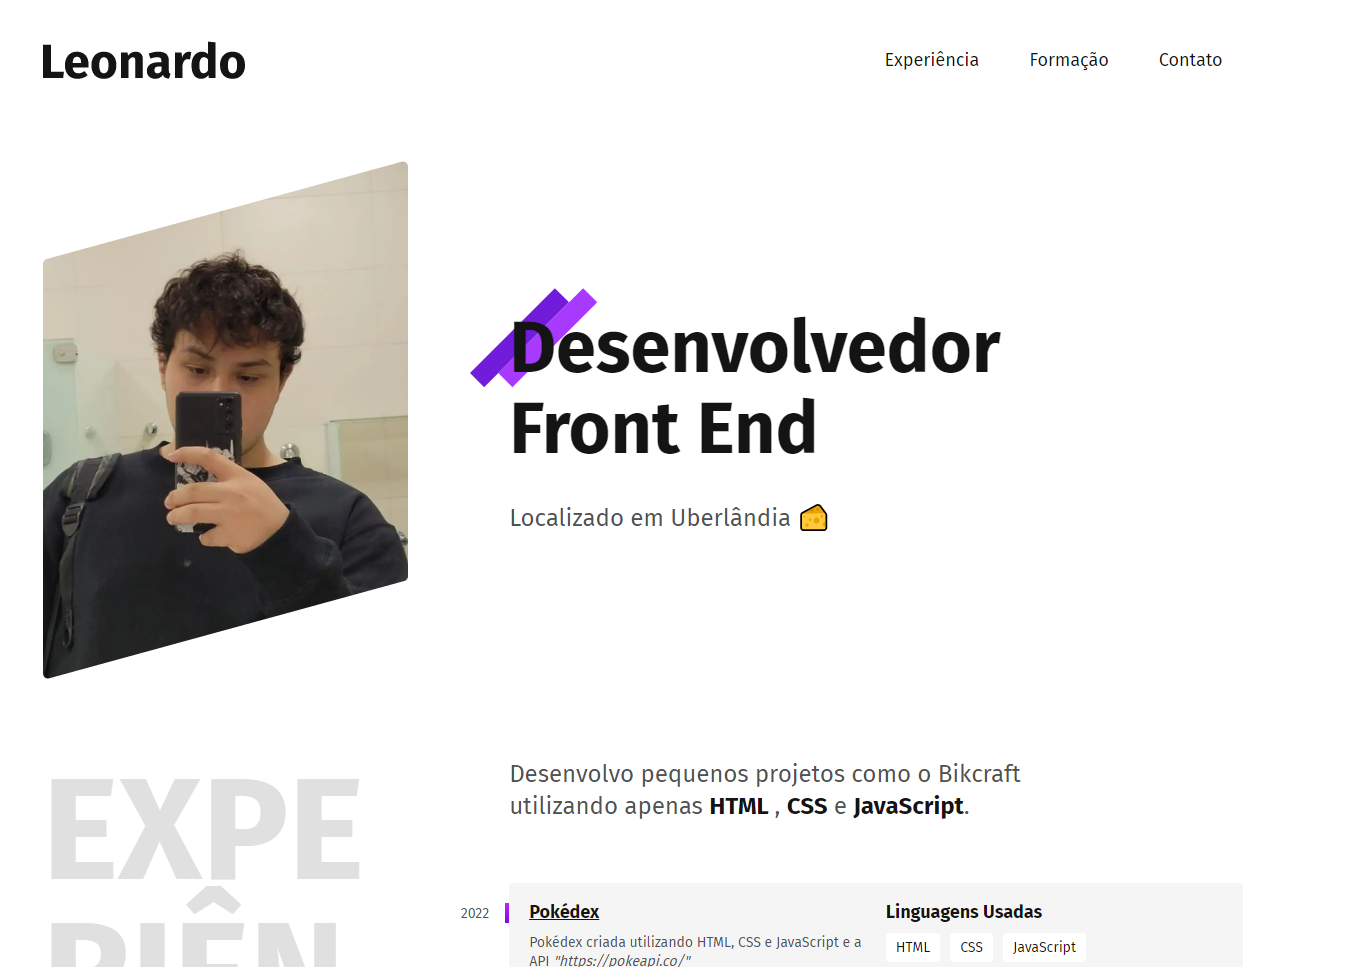 Leonardo
Experiência Formação Contato
Desenvolvedor
Front End
Localizado em Uberlândia 🧀
Desenvolvo pequenos projetos como o Bikcraft
utilizando apenas HTML , CSS e JavaScript.
EXPE
RIÊN
2022
Pokédex
Pokédex criada utilizando HTML, CSS e JavaScript e a
API "https://pokeapi.co/"
Linguagens Usadas
HTML CSS JavaScript